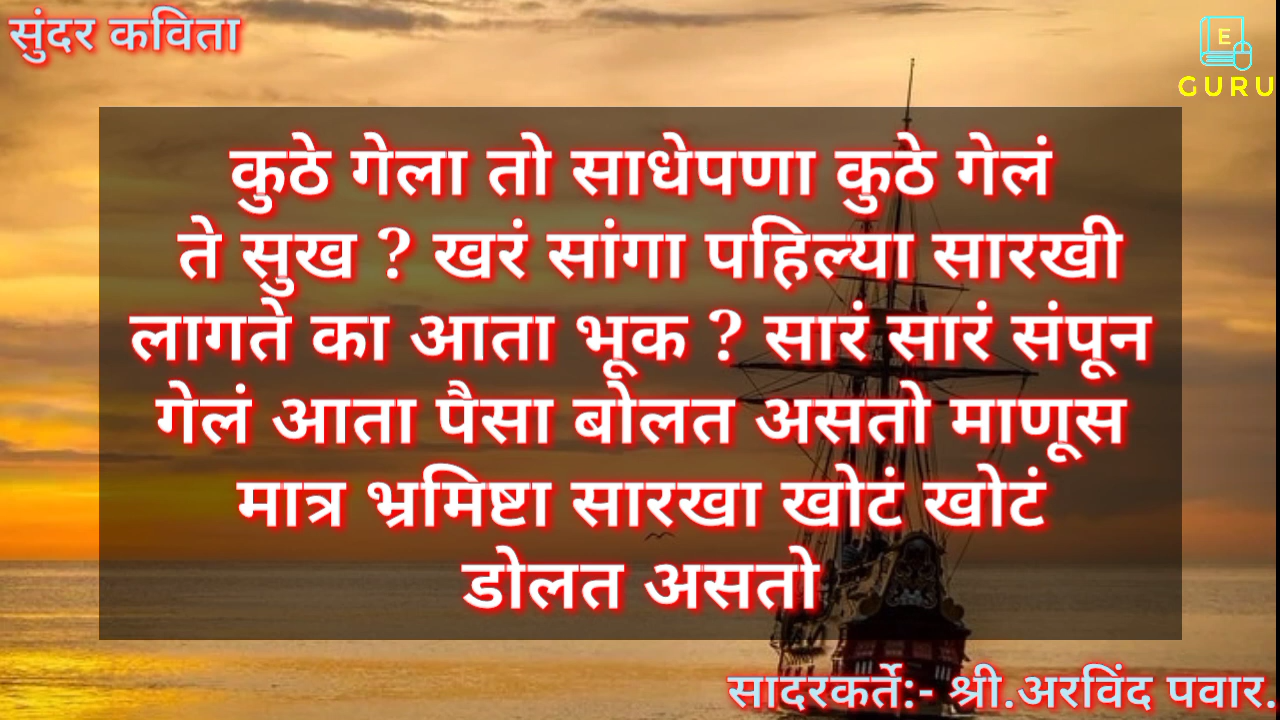 सुंदर कविता
E
GURU
कुठे गेला तो साधेपणा कुठे गेलं
ते सुख ? खरं सांगा पहिल्या सारखी
लागते का आता भूक ? सारं सारं संपून
गेलं आता पैसा बोलत असतो माणूस
मात्र भ्रमिष्टा सारखा खोटं खोटं
डोलत असतो
सादरकर्ते:- श्री.अरविंद पवार.